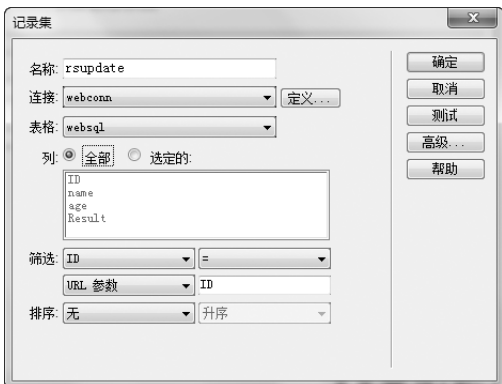 记录集
名称: rsupdate
确定
连接: webconn 定义...
取消
表格: websql
测试
列: 全部 选定的:
高级...
帮助
ID
name
age
Result
筛选: ID =
URL 参数 ID
排序: 无 升序